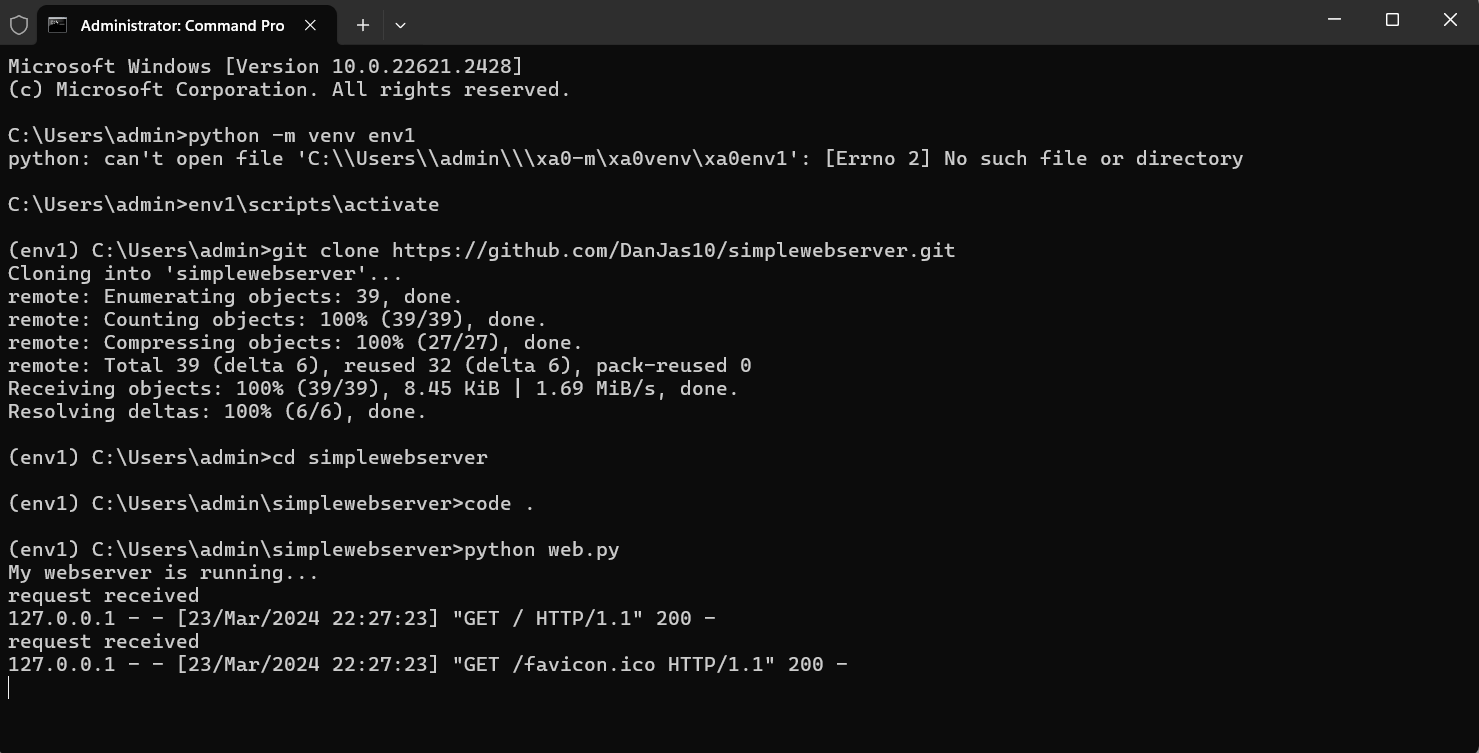 Administrator: Command Pro
Microsoft Windows [Version 10.0.22621.2428]
(c) Microsoft Corporation. All rights reserved.
C:\Users\admin>python -m venv env1
python: can't open file 'C:\\Users\\admin\\\xa0-m\xa0venv\xa0env1': [Errno 2] No such file or directory
C:\Users\admin>env1\scripts\activate
(env1) C:\Users\admin>git clone https://github.com/DanJas10/simplewebserver.git
Cloning into 'simplewebserver'...
remote: Enumerating objects: 39, done.
remote: Counting objects: 100% (39/39), done.
remote: Compressing objects: 100% (27/27), done.
remote: Total 39 (delta 6), reused 32 (delta 6), pack-reused 0
Receiving objects: 100% (39/39), 8.45 KiB | 1.69 MiB/s, done.
Resolving deltas: 100% (6/6), done.
(env1) C:\Users\admin>cd simplewebserver
(env1) C:\Users\admin\simplewebserver>code .
(env1) C:\Users\admin\simplewebserver>python web.py
My webserver is running...
request received
127.0.0.1 - - [23/Mar/2024 22:27:23] "GET / HTTP/1.1" 200 -
request received
127.0.0.1 - - [23/Mar/2024 22:27:23] "GET /favicon.ico HTTP/1.1" 200 -